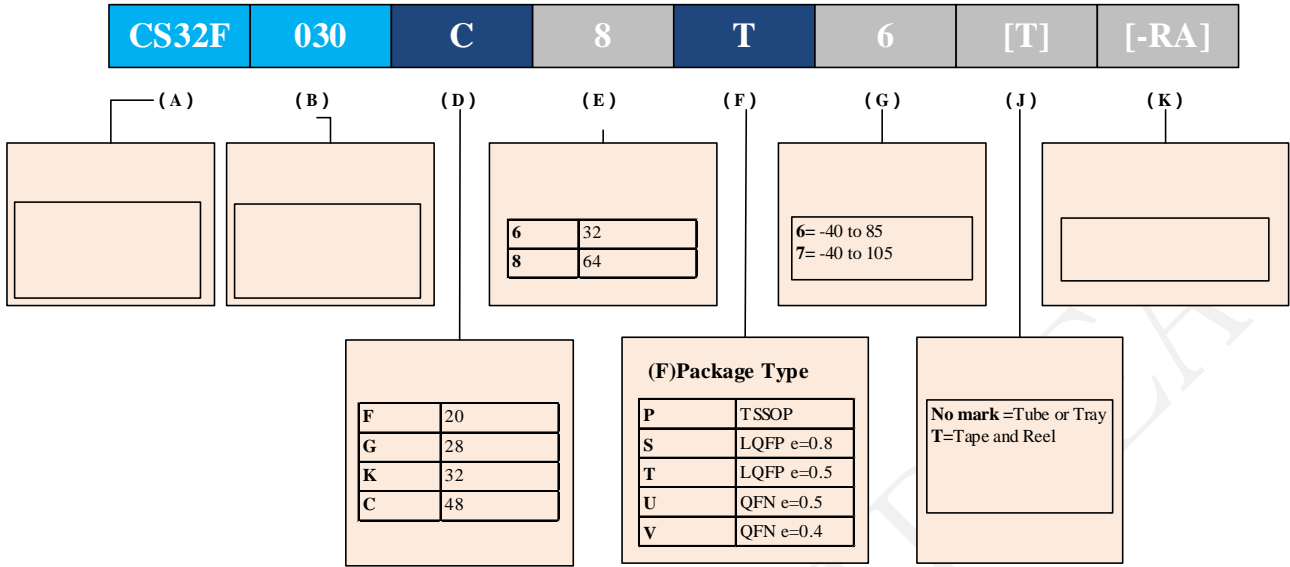 CS32F 030 C 8 T 6 [T] [-RA]
(A) (B) (D) (E) (F) (G) (J) (K)
6 32
8 64
6= -40 to 85
7= -40 to 105
F 20
G 28
K 32
C 48
(F)Package Type
P TSSOP
S LQFP e=0.8
T LQFP e=0.5
U QFN e=0.5
V QFN e=0.4
No mark =Tube or Tray
T=Tape and Reel